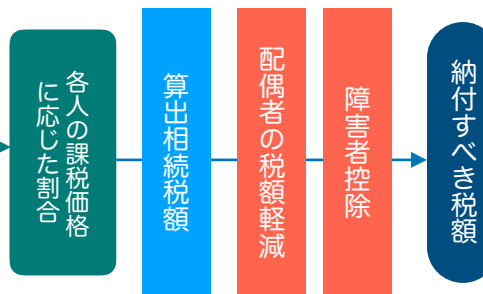 各人の課税価格
に応じた割合
算出相続税額
配偶者の税額軽減
障害者控除
納付すべき税額